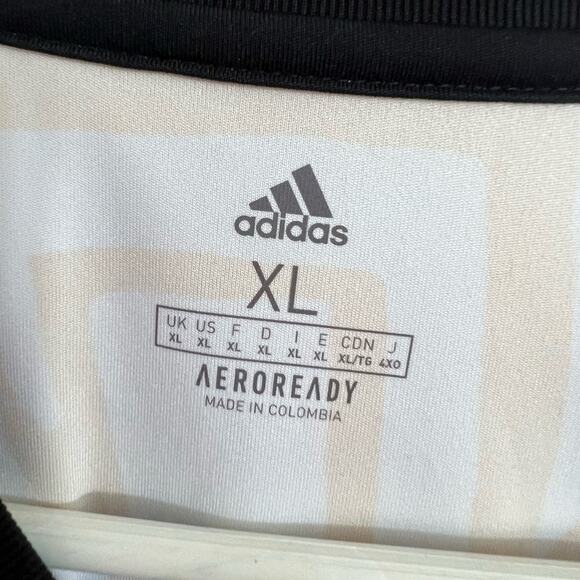 adidas
XL
UK US F D I E CDN J
XL XL XL XL XL XL XL/TG 4XO
AEROREADY
MADE IN COLOMBIA